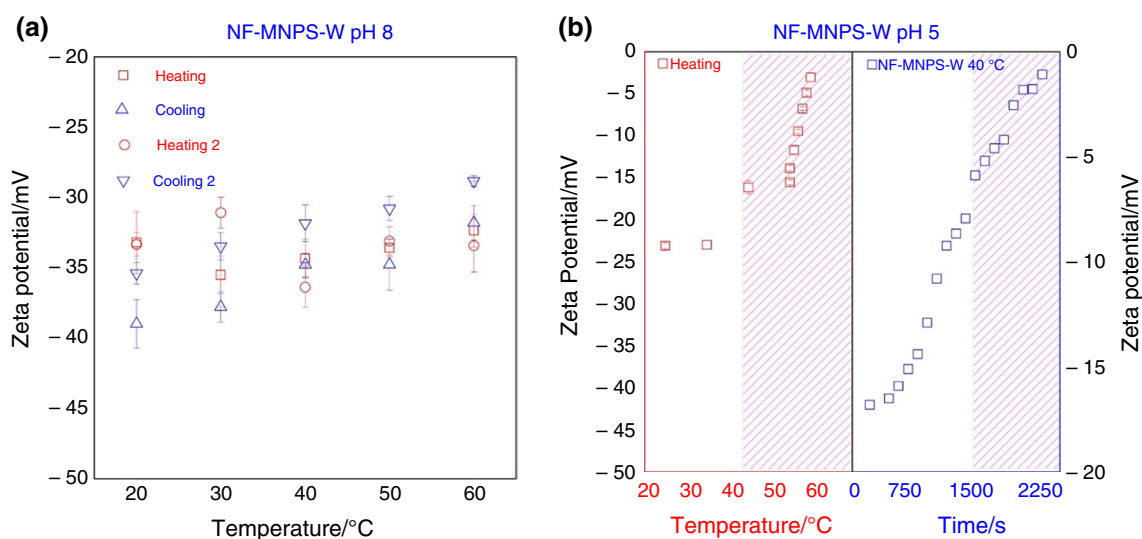 (a)
NF-MNPS-W pH 8
– 20
– 25
– 30
– 35
– 40
– 45
– 50
Zeta potential/mV
Heating
Cooling
Heating 2
Cooling 2
20 30 40 50 60
Temperature/°C
(b)
NF-MNPS-W pH 5
0
– 5
– 10
– 15
– 20
– 25
– 30
– 35
– 40
– 45
– 50
Zeta Potential/mV
Heating
NF-MNPS-W 40 °C
0
– 5
– 10
– 15
– 20
Zeta potential/mV
20 30 40 50 60 0 750 1500 2250
Temperature/°C Time/s